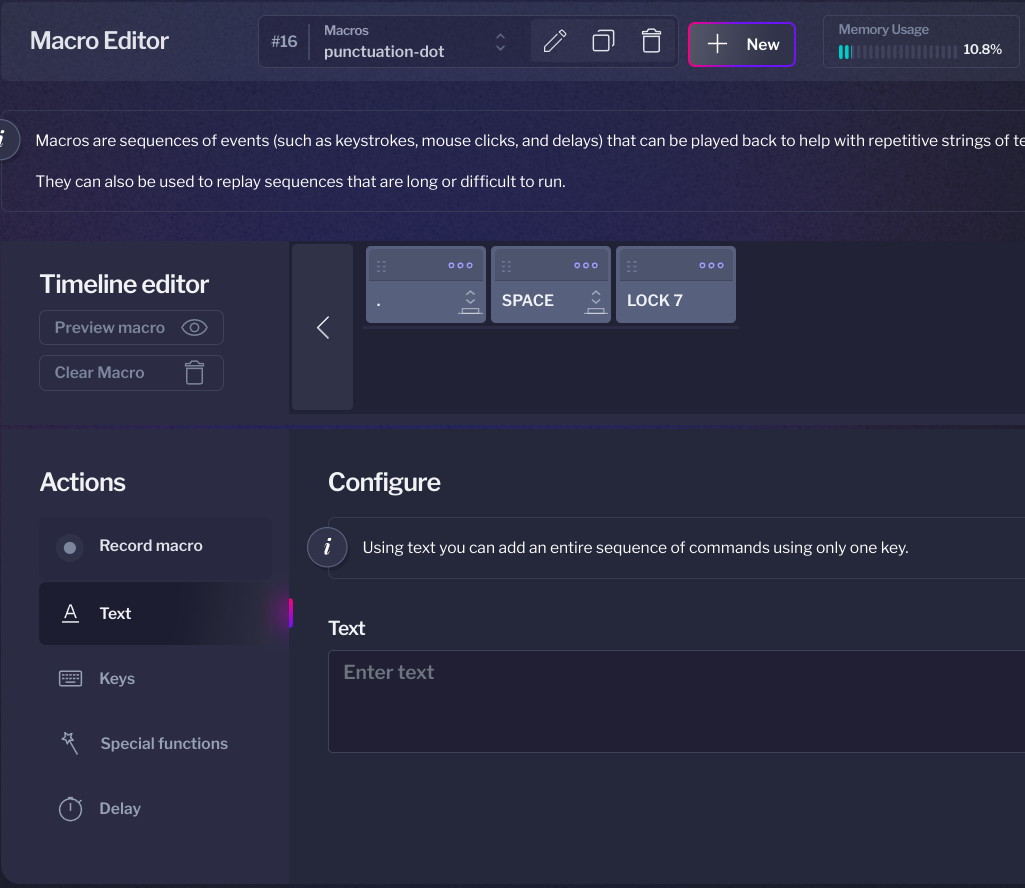 Macro Editor
#16
Macros
punctuation-dot
New
Memory Usage
10.8%
i
Macros are sequences of events (such as keystrokes, mouse clicks, and delays) that can be played back to help with repetitive strings of
They can also be used to replay sequences that are long or difficult to run.
Timeline editor
Preview macro
Clear Macro
.
SPACE
LOCK 7
Actions
Record macro
A Text
Keys
Special functions
Delay
Configure
i
Using text you can add an entire sequence of commands using only one key.
Text
Enter text